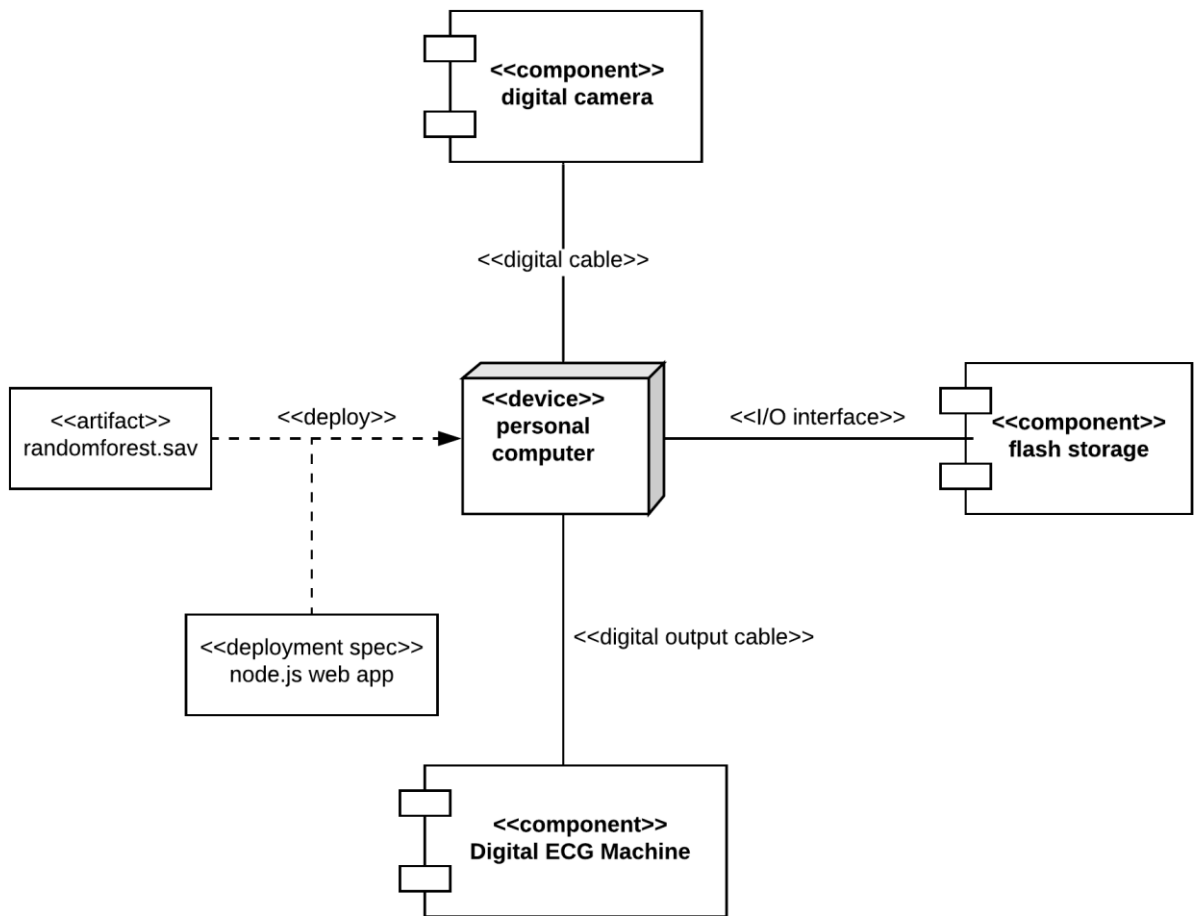 <<component>>
digital camera
<<digital cable>>
<<artifact>>
randomforest.sav
<<deploy>>
<<device>>
personal
computer
<<I/O interface>>
<<component>>
flash storage
<<deployment spec>>
node.js web app
<<digital output cable>>
<<component>>
Digital ECG Machine